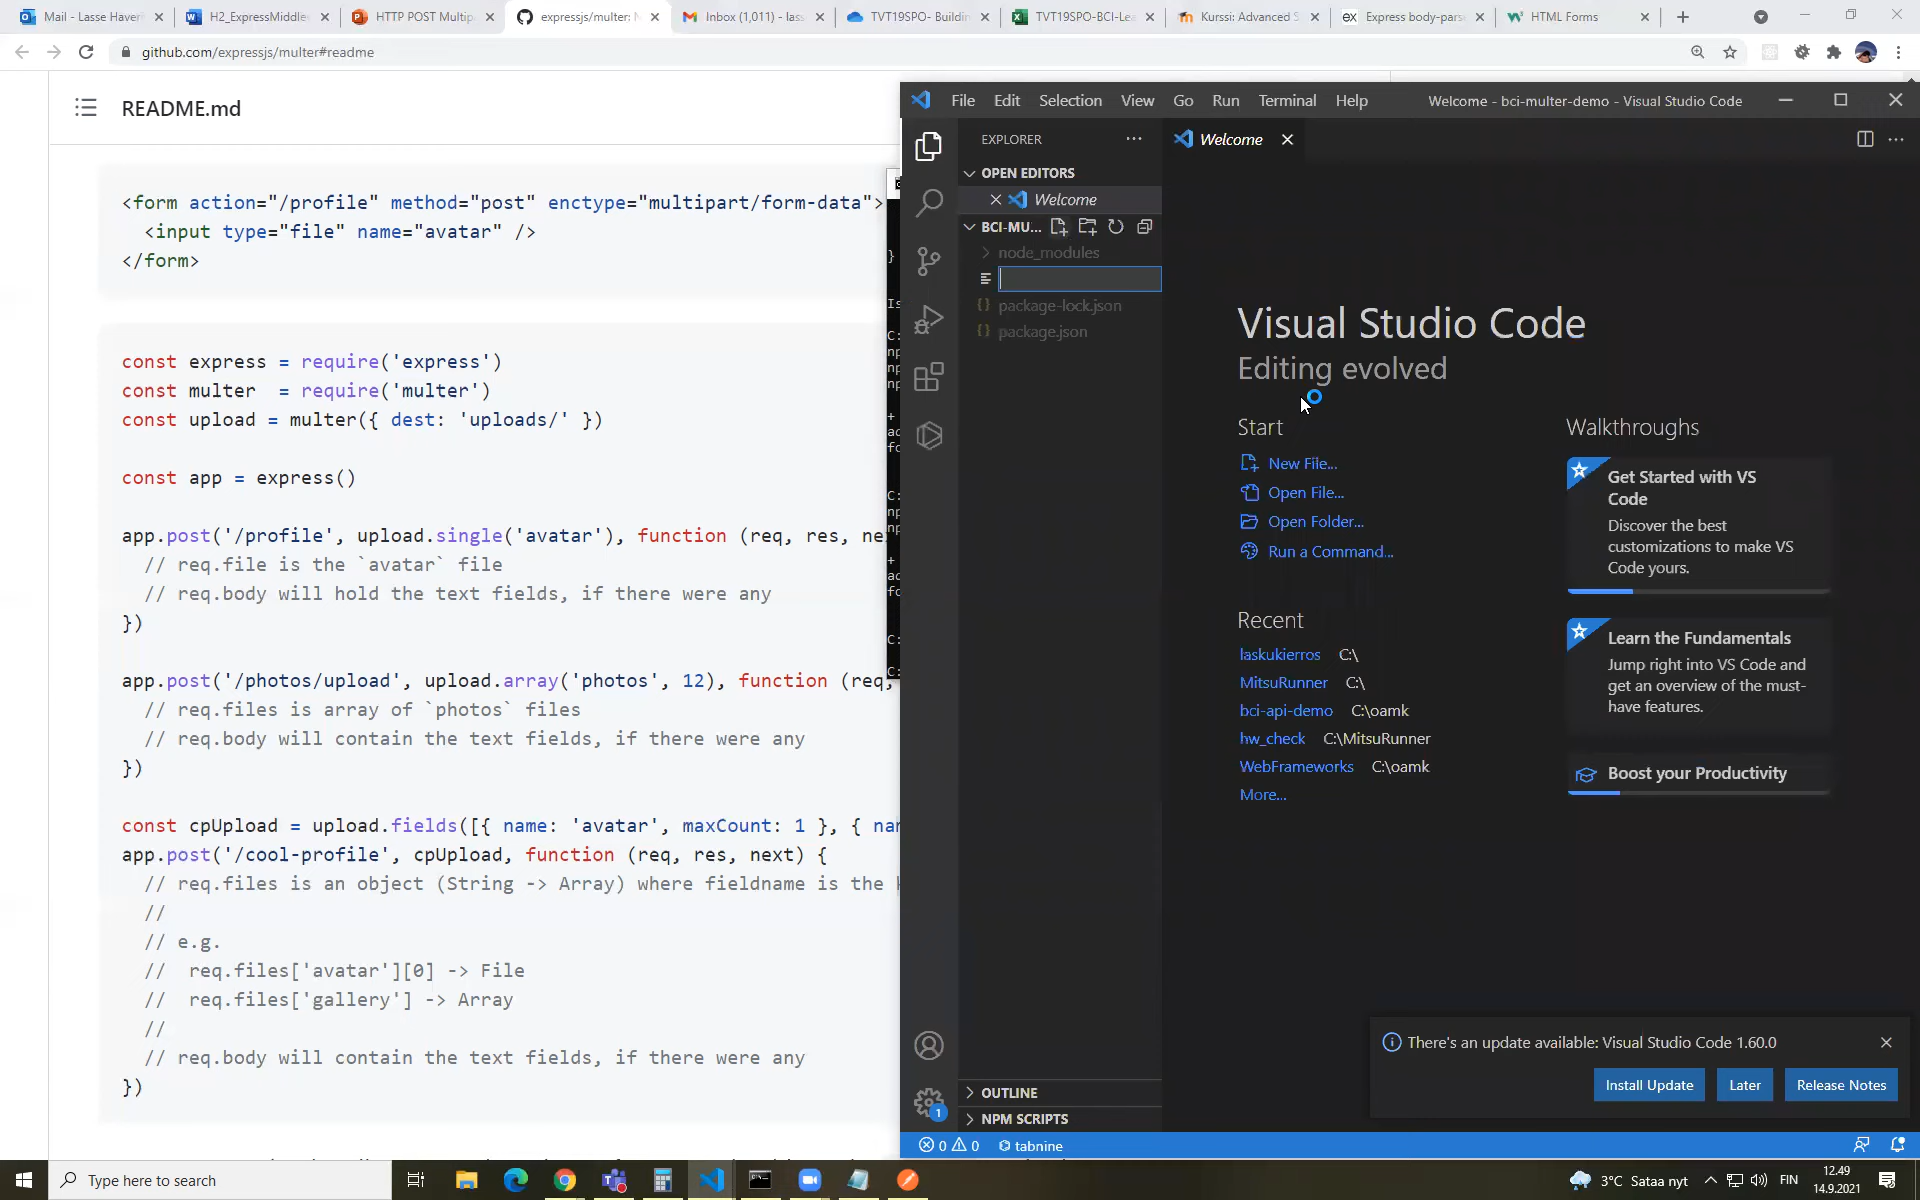 Mail - Lasse Haverinen
H2_ExpressMiddle
HTTP POST Multipa
expressjs/multer: N
Inbox (1,011) - lass
TVT19SPO- Buildin
TVT19SPO-BCI-Lea
Kurssi: Advanced S
Express body-pars
HTML Forms
github.com/expressjs/multer#readme
README.md
<form action="/profile" method="post" enctype="multipart/form-data">
<input type="file" name="avatar" />
</form>
const express = require('express')
const multer = require('multer')
const upload = multer({ dest: 'uploads/' })
const app = express()
app.post('/profile', upload.single('avatar'), function (req, res, ne
// req.file is the `avatar` file
// req.body will hold the text fields, if there were any
})
app.post('/photos/upload', upload.array('photos', 12), function (req,
// req.files is array of `photos` files
// req.body will contain the text fields, if there were any
})
const cpUpload = upload.fields([{ name: 'avatar', maxCount: 1 }, { nam
app.post('/cool-profile', cpUpload, function (req, res, next) {
// req.files is an object (String -> Array) where fieldname is the k
//
// e.g.
// req.files['avatar'][0] -> File
// req.files['gallery'] -> Array
//
// req.body will contain the text fields, if there were any
})
File Edit Selection View Go Run Terminal Help
Welcome - bci-multer-demo - Visual Studio Code
EXPLORER
OPEN EDITORS
Welcome
BCI-MU...
node_modules
package-lock.json
package.json
OUTLINE
NPM SCRIPTS
Welcome
Visual Studio Code
Editing evolved
Start
New File...
Open File...
Open Folder...
Run a Command...
Recent
laskukierros C:\
MitsuRunner C:\
bci-api-demo C:\oamk
hw_check C:\MitsuRunner
WebFrameworks C:\oamk
More...
Walkthroughs
Get Started with VS
Code
Discover the best
customizations to make VS
Code yours.
Learn the Fundamentals
Jump right into VS Code and
get an overview of the must-
have features.
Boost your Productivity
There's an update available: Visual Studio Code 1.60.0
Install Update
Later
Release Notes
0 0 tabnine
1
Type here to search
3°C Sataa nyt
FIN
12.49
14.9.2021